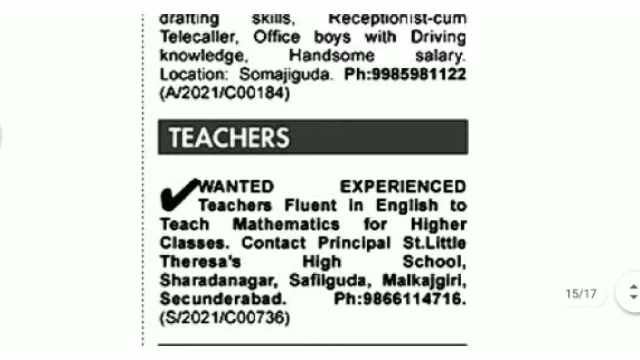 drafting skills, Receptionist-cum
Telecaller, Office boys with Driving
knowledge, Handsome salary.
Location: Somajiguda. Ph:9985981122
(A/2021/C00184)
TEACHERS
WANTED EXPERIENCED
Teachers Fluent in English to
Teach Mathematics for Higher
Classes. Contact Principal St.Little
Theresa's High School,
Sharadanagar, Safilguda, Malkajgiri,
Secunderabad. Ph:9866114716.
(S/2021/C00736)
15/17